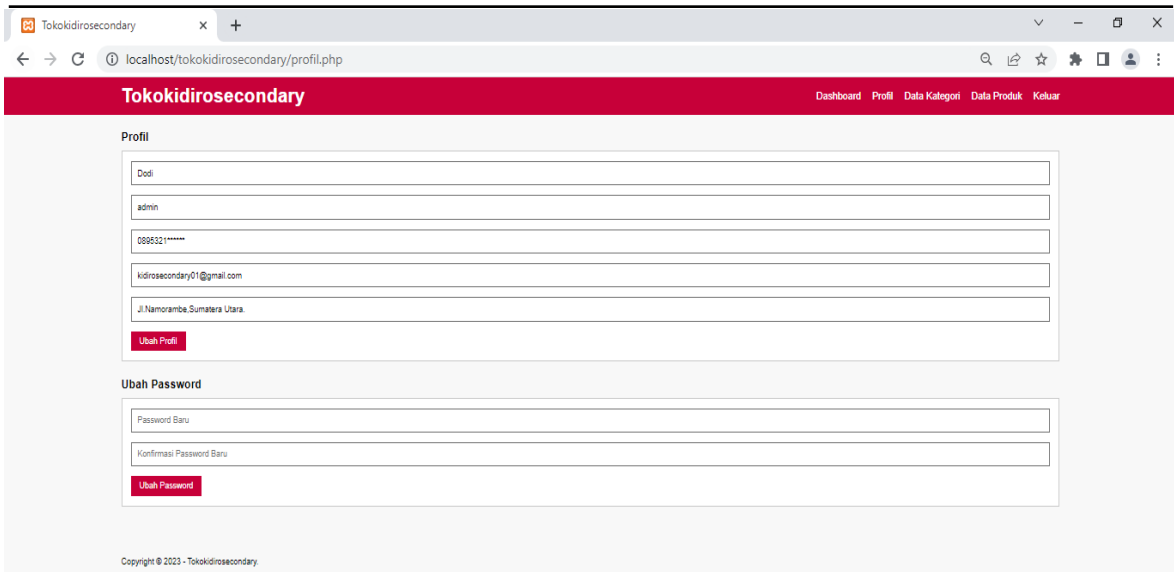 Tokokidirosecondary
localhost/tokokidirosecondary/profil.php
Tokokidirosecondary
Dashboard Profil Data Kategori Data Produk Keluar
Profil
Dodi
admin
0895321******
kidirosecondary01@gmail.com
Jl.Namorambe,Sumatera Utara.
Ubah Profil
Ubah Password
Password Baru
Konfirmasi Password Baru
Ubah Password
Copyright © 2023 - Tokokidirosecondary.